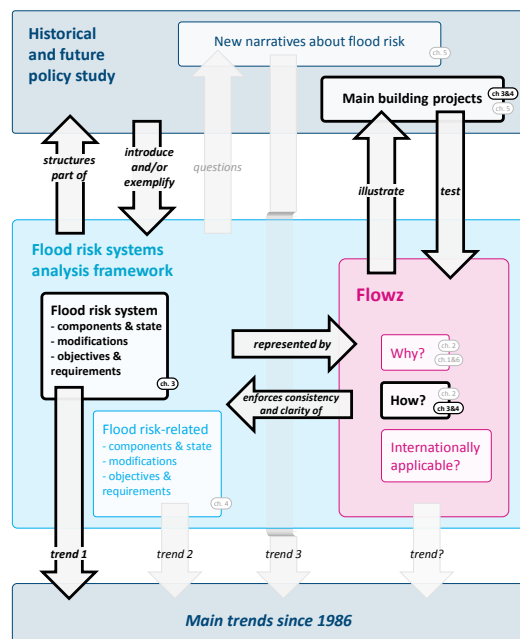 Historical
and future
policy study
New narratives about flood risk
ch. 5
Main building projects
ch 3&4
ch. 5
structures
part of
introduce
and/or
exemplify
questions
illustrate
test
Flood risk systems
analysis framework
Flood risk system
- components & state
- modifications
- objectives &
requirements
ch. 3
Flood risk-related
- components & state
- modifications
- objectives &
requirements
ch. 4
represented by
enforces consistency
and clarity of
Flowz
Why?
ch. 2
ch.1&6
How?
ch. 2
ch 3&4
Internationally
applicable?
trend 1
trend 2
trend 3
trend?
Main trends since 1986